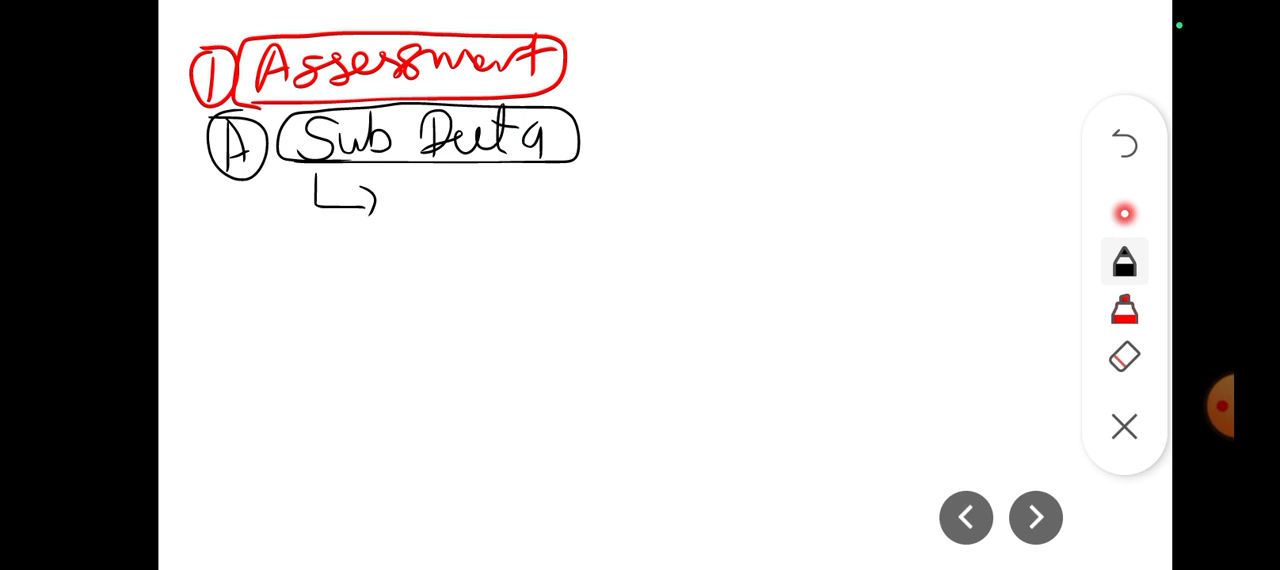 ① Assessment
Ⓐ Sub Data